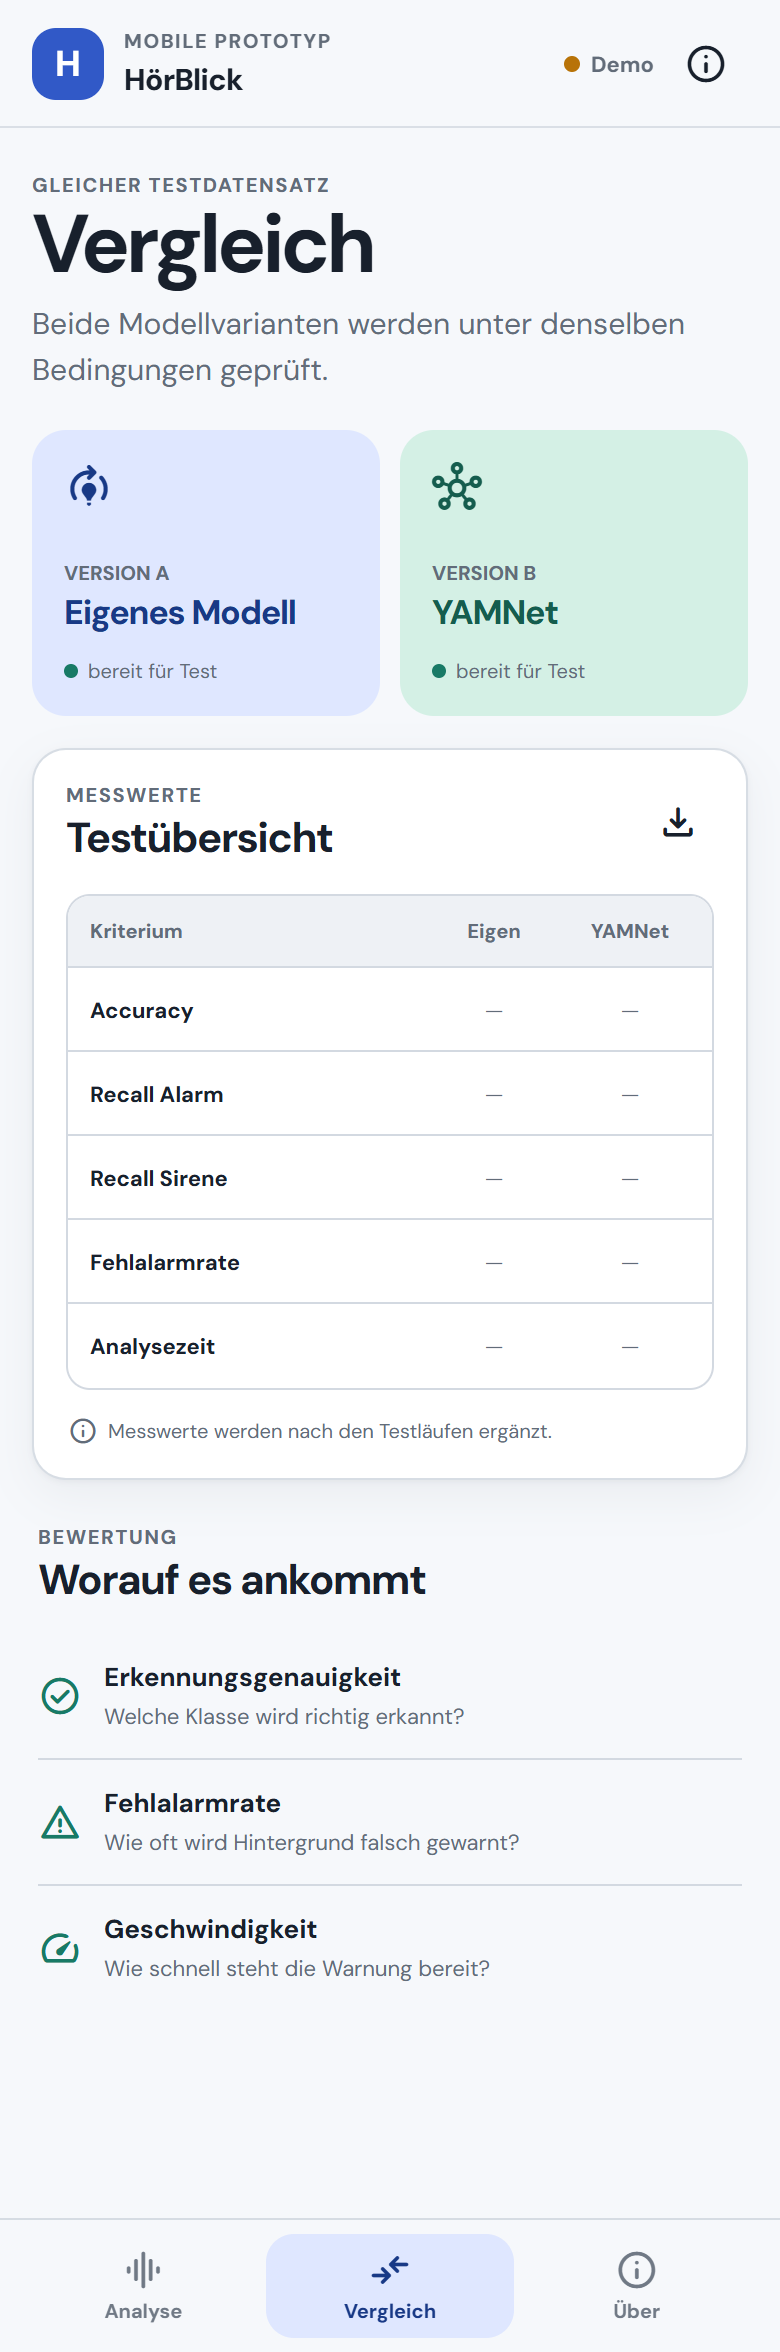 H
MOBILE PROTOTYP
HörBlick
Demo
GLEICHER TESTDATENSATZ
Vergleich
Beide Modellvarianten werden unter denselben
Bedingungen geprüft.
VERSION A
Eigenes Modell
bereit für Test
VERSION B
YAMNet
bereit für Test
MESSWERTE
Testübersicht
Kriterium Eigen YAMNet
Accuracy — —
Recall Alarm — —
Recall Sirene — —
Fehlalarmrate — —
Analysezeit — —
Messwerte werden nach den Testläufen ergänzt.
BEWERTUNG
Worauf es ankommt
Erkennungsgenauigkeit
Welche Klasse wird richtig erkannt?
Fehlalarmrate
Wie oft wird Hintergrund falsch gewarnt?
Geschwindigkeit
Wie schnell steht die Warnung bereit?
Analyse Vergleich Über